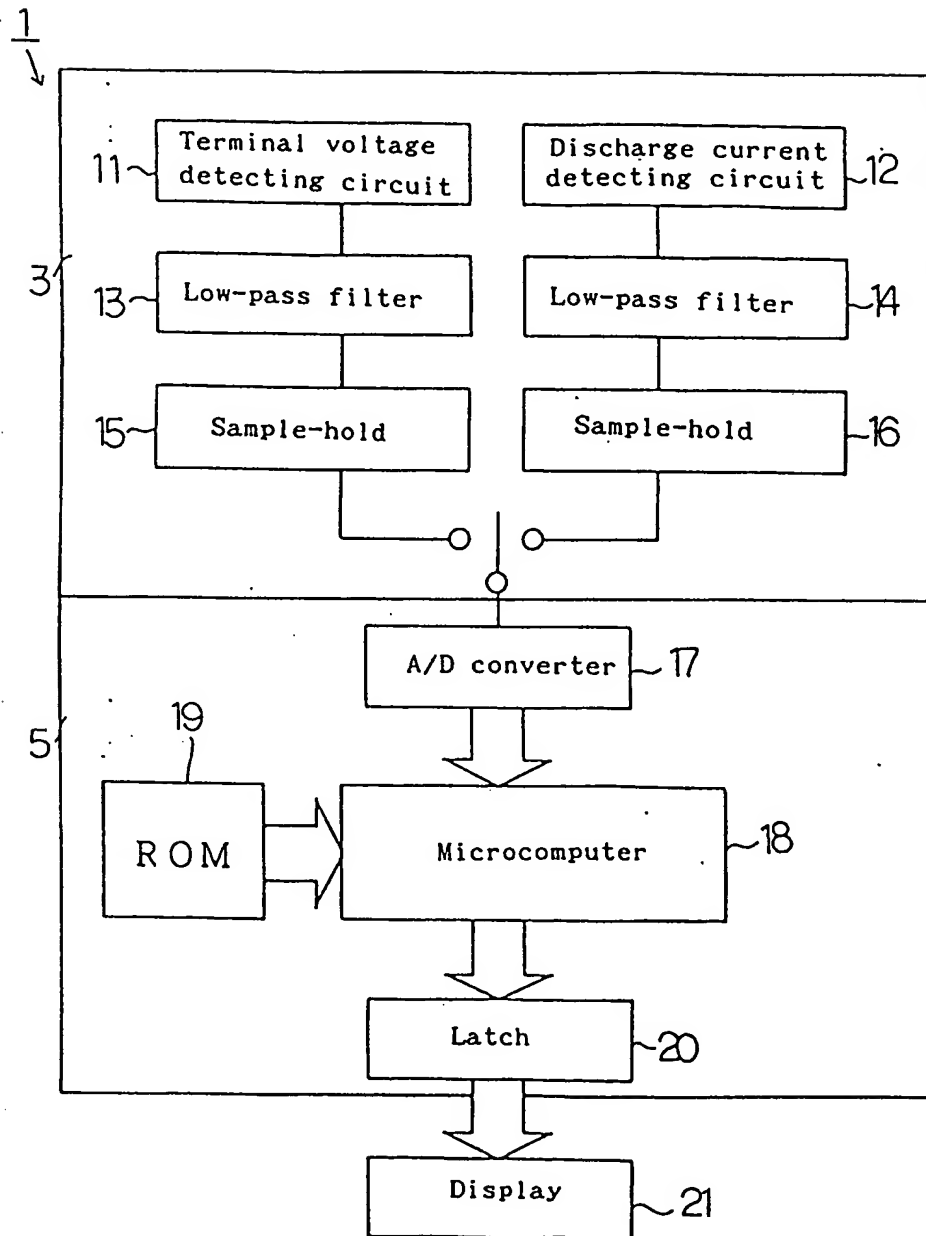 1
Terminal voltage
detecting circuit
11
Discharge current
detecting circuit
12
3
Low-pass filter
13
Low-pass filter
14
Sample-hold
15
Sample-hold
16
A/D converter
17
5
19
ROM
Microcomputer
18
Latch
20
Display
21